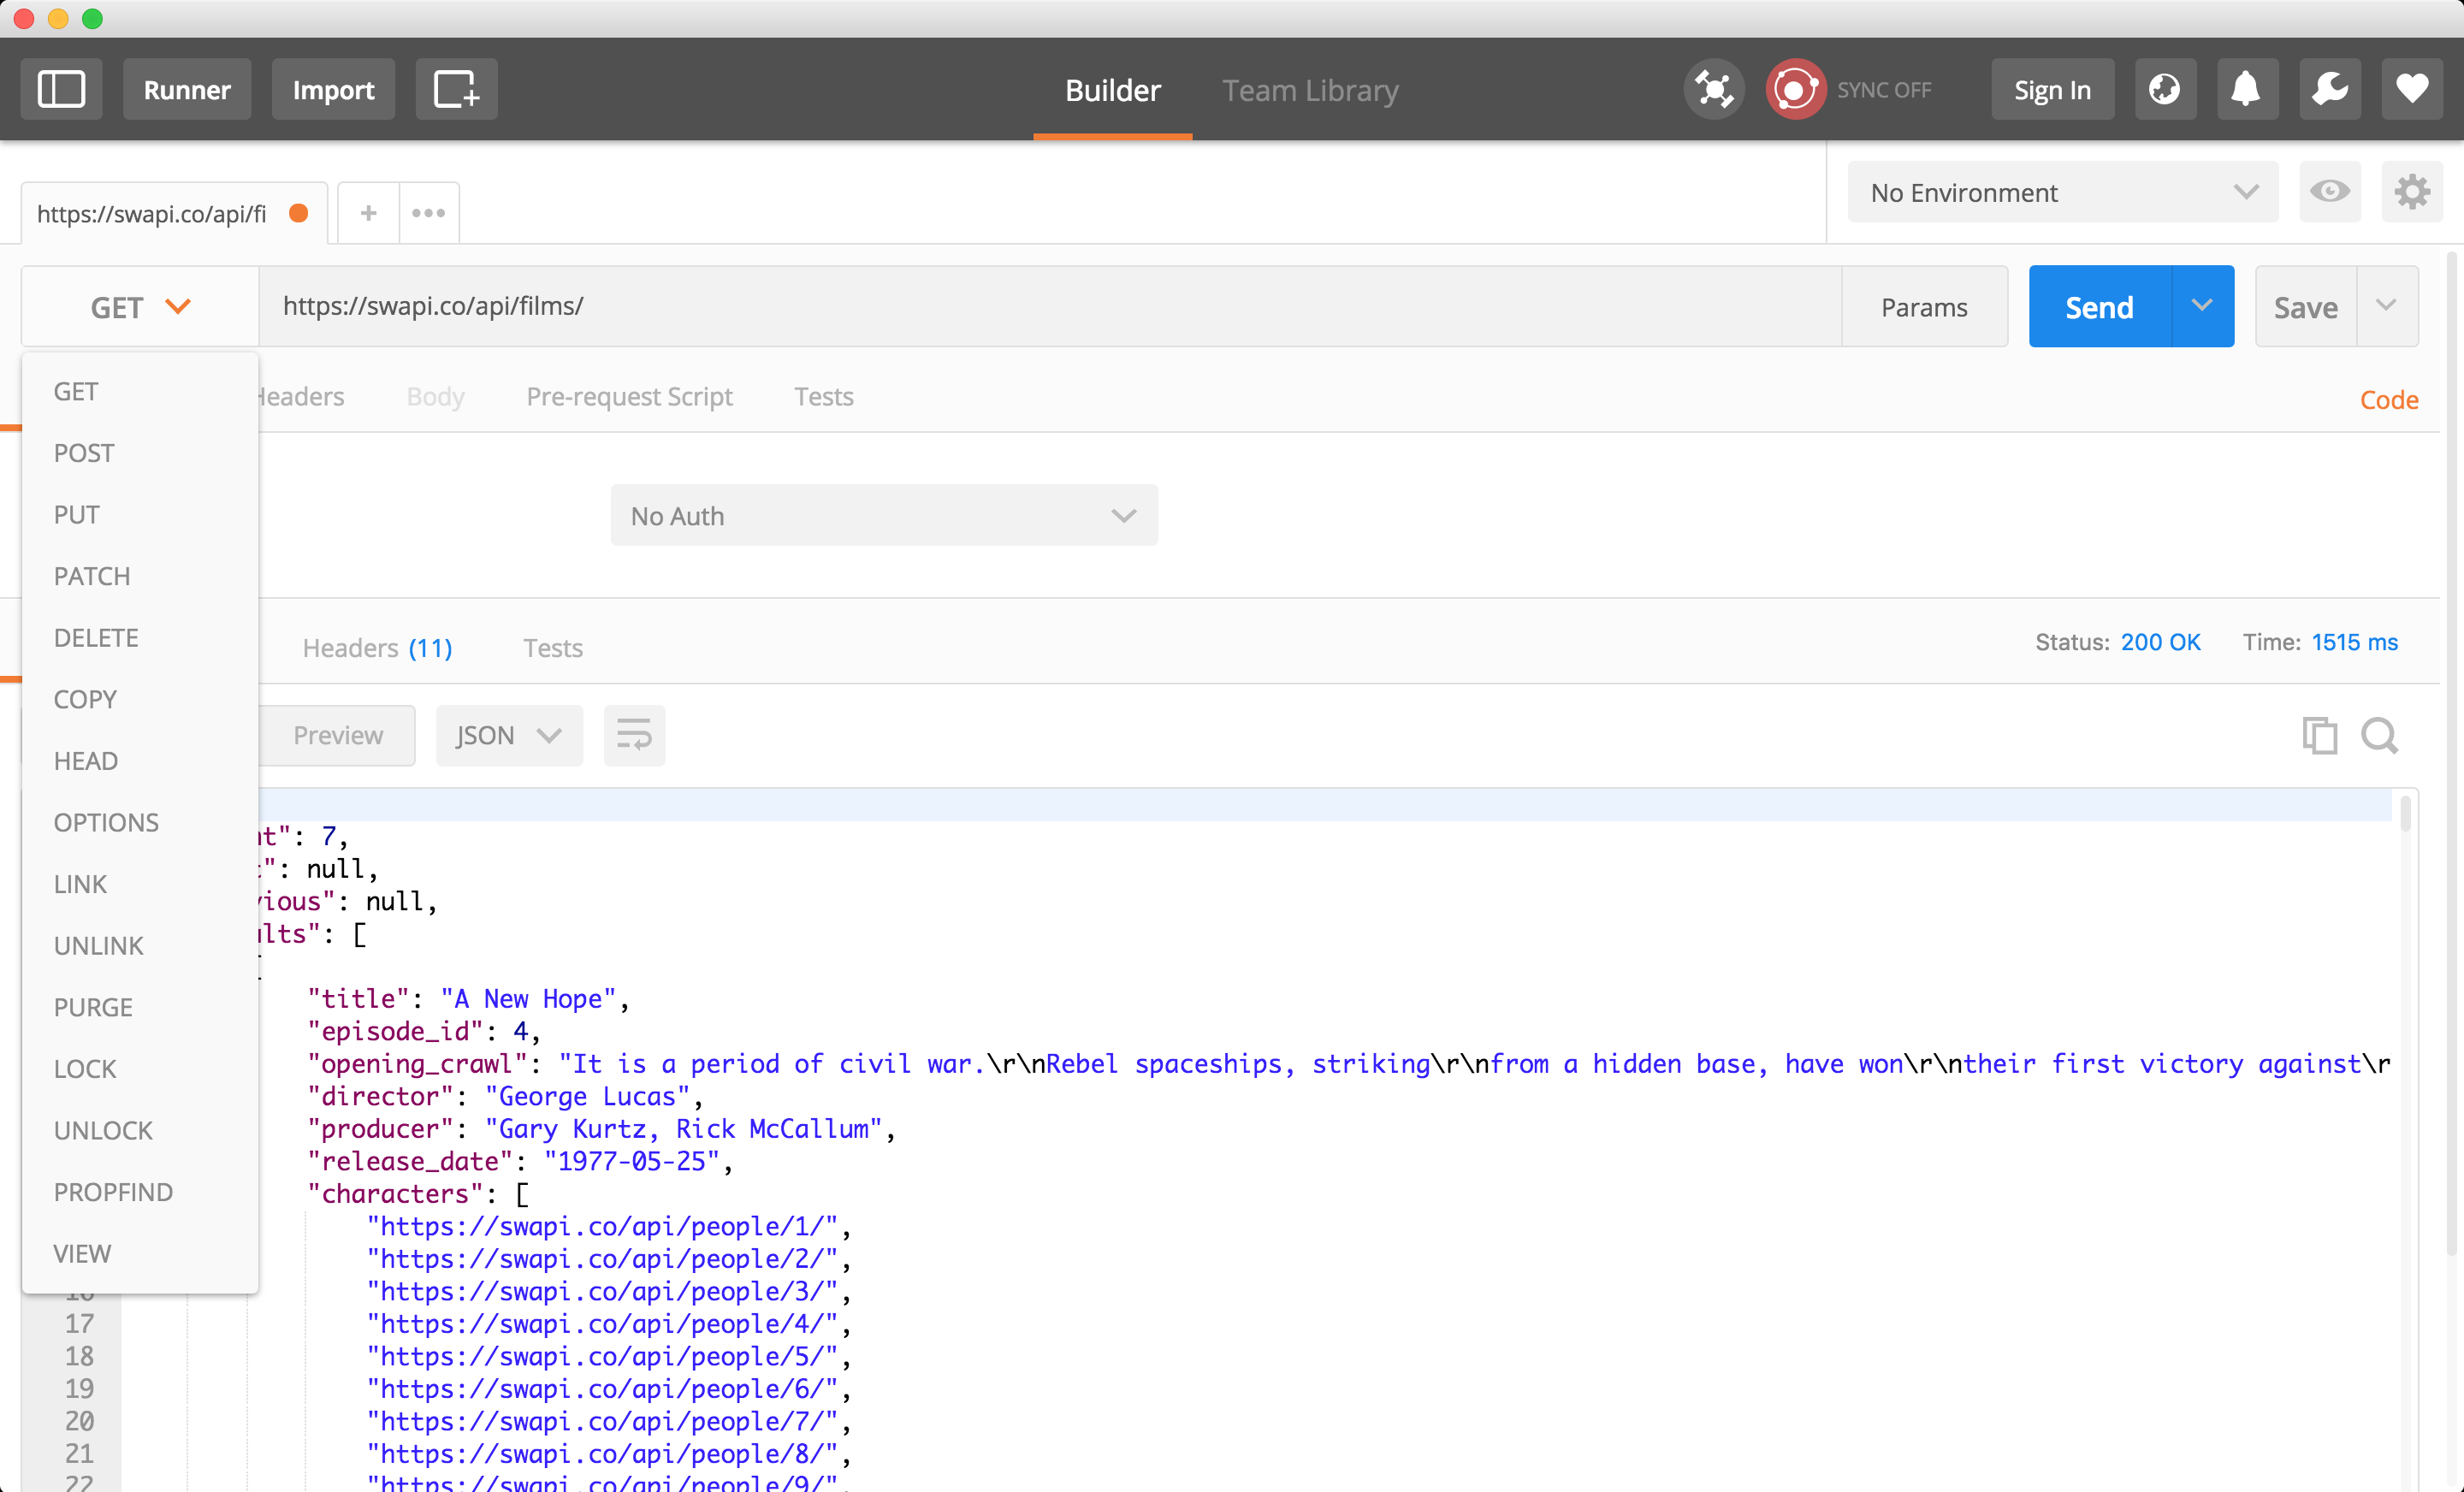 Runner Import Builder Team Library SYNC OFF Sign In
https://swapi.co/api/fi + No Environment
GET https://swapi.co/api/films/ Params Send Save
GET
Headers Body Pre-request Script Tests Code
POST
PUT
No Auth
PATCH
DELETE
Headers (11) Tests Status: 200 OK Time: 1515 ms
COPY
Preview JSON
HEAD
OPTIONS
nt": 7,
": null,
LINK
vious": null,
ults": [
UNLINK
"title": "A New Hope",
PURGE
"episode_id": 4,
"opening_crawl": "It is a period of civil war.\r\nRebel spaceships, striking\r\nfrom a hidden base, have won\r\ntheir first victory against\r
LOCK
"director": "George Lucas",
UNLOCK
"producer": "Gary Kurtz, Rick McCallum",
"release_date": "1977-05-25",
PROPFIND
"characters": [
"https://swapi.co/api/people/1/",
VIEW
"https://swapi.co/api/people/2/",
16 "https://swapi.co/api/people/3/",
17 "https://swapi.co/api/people/4/",
18 "https://swapi.co/api/people/5/",
19 "https://swapi.co/api/people/6/",
20 "https://swapi.co/api/people/7/",
21 "https://swapi.co/api/people/8/",
22 "https://swapi.co/api/people/9/",